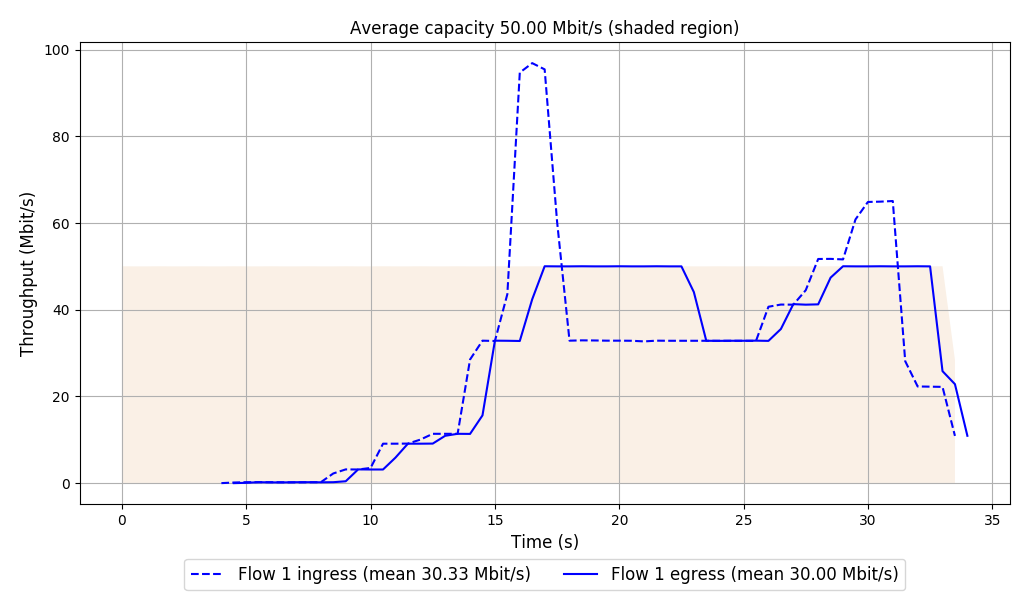 Average capacity 50.00 Mbit/s (shaded region)
Throughput (Mbit/s)
100
80
60
40
20
0
0 5 10 15 20 25 30 35
Time (s)
Flow 1 ingress (mean 30.33 Mbit/s) Flow 1 egress (mean 30.00 Mbit/s)